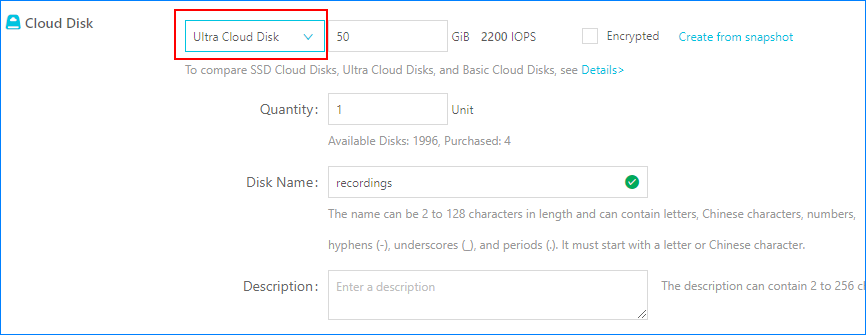 Cloud Disk
Ultra Cloud Disk 50 GiB 2200 IOPS Encrypted Create from snapshot
To compare SSD Cloud Disks, Ultra Cloud Disks, and Basic Cloud Disks, see Details>
Quantity: 1 Unit
Available Disks: 1996, Purchased: 4
Disk Name: recordings
The name can be 2 to 128 characters in length and can contain letters, Chinese characters, numbers,
hyphens (-), underscores (_), and periods (.). It must start with a letter or Chinese character.
Description: Enter a description The description can contain 2 to 256